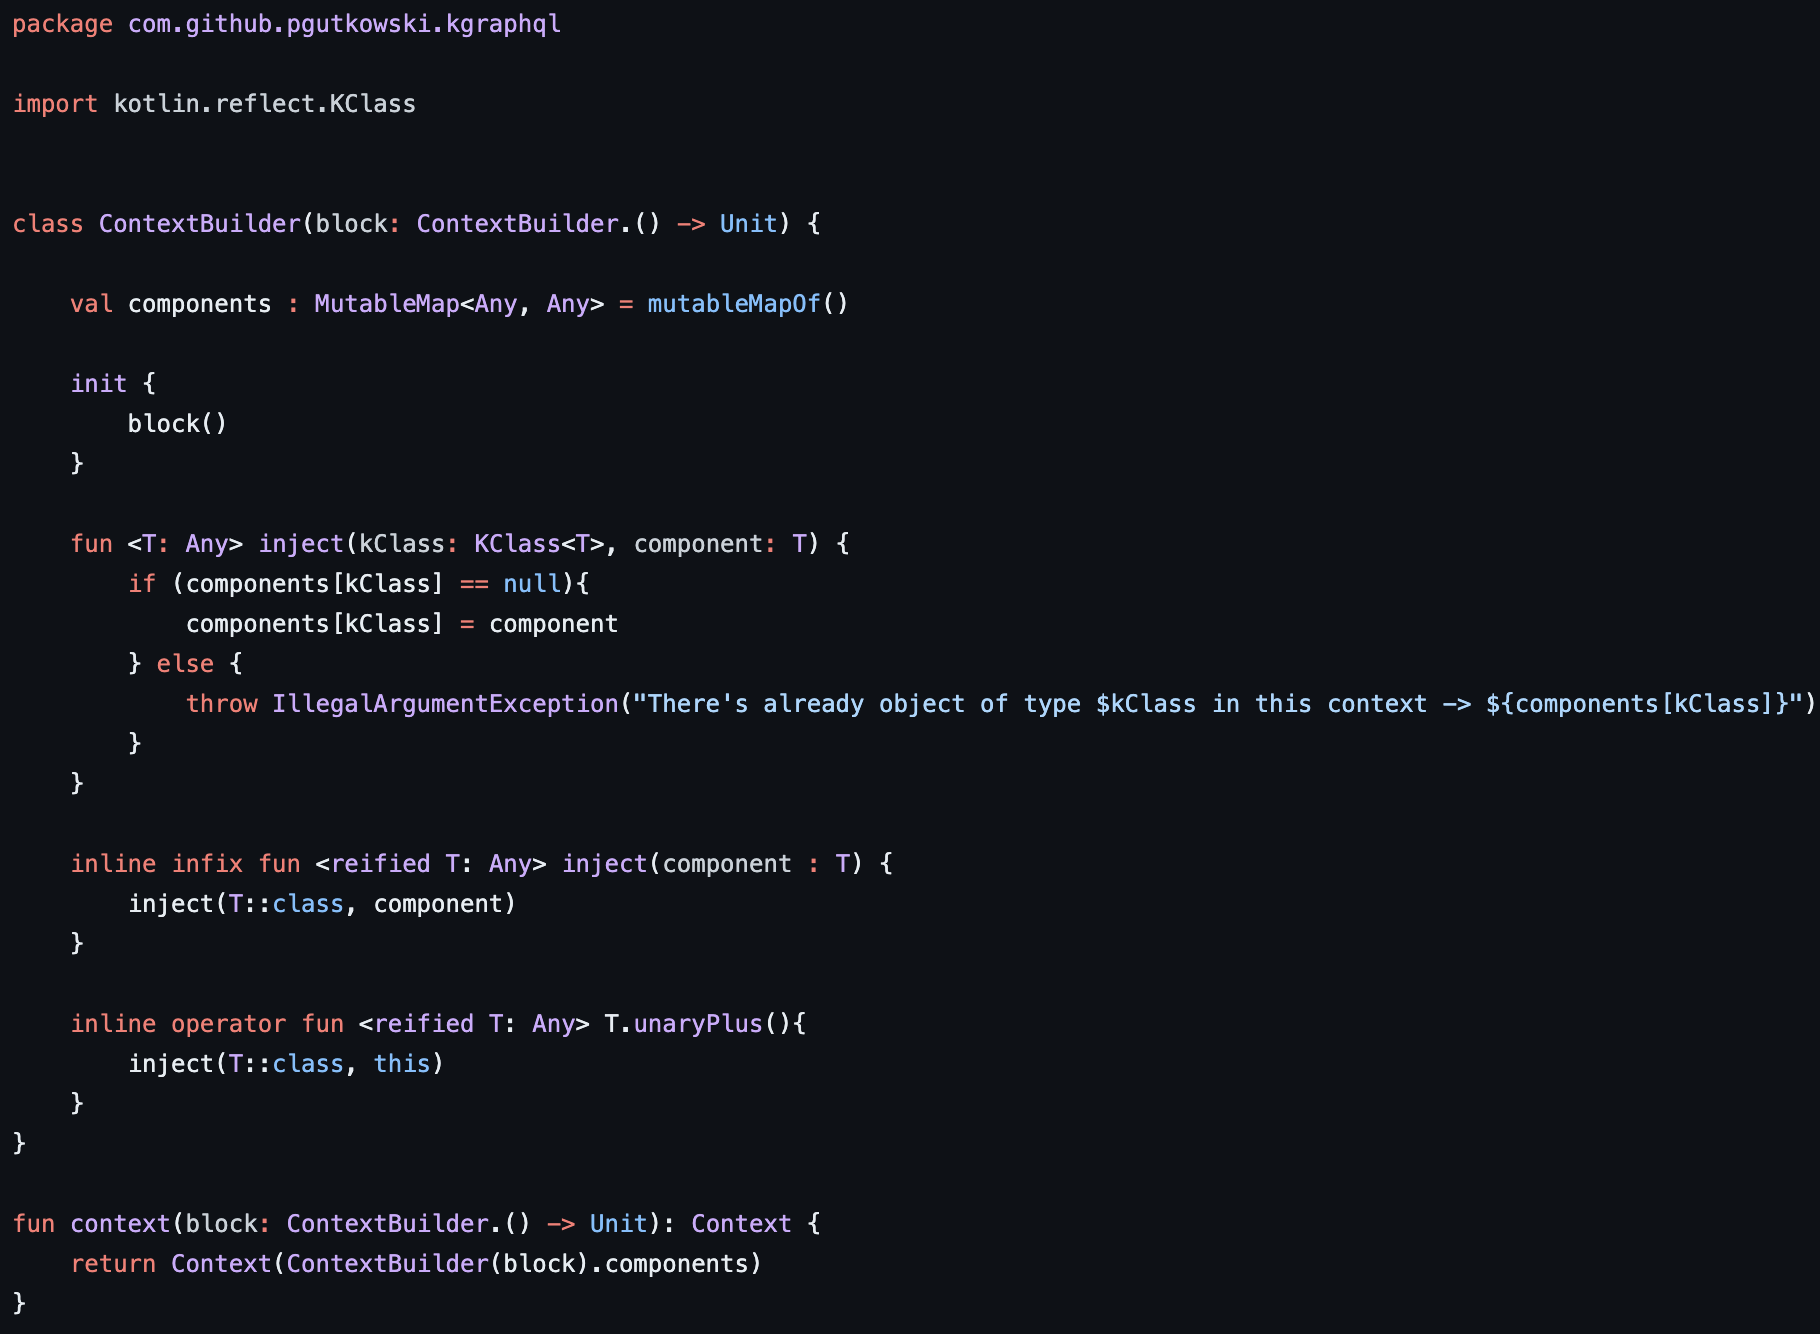 package com.github.pgutkowski.kgraphql

import kotlin.reflect.KClass


class ContextBuilder(block: ContextBuilder.() -> Unit) {

    val components : MutableMap<Any, Any> = mutableMapOf()

    init {
        block()
    }

    fun <T: Any> inject(kClass: KClass<T>, component: T) {
        if (components[kClass] == null){
            components[kClass] = component
        } else {
            throw IllegalArgumentException("There's already object of type $kClass in this context -> ${components[kClass]}")
        }
    }

    inline infix fun <reified T: Any> inject(component : T) {
        inject(T::class, component)
    }

    inline operator fun <reified T: Any> T.unaryPlus(){
        inject(T::class, this)
    }
}

fun context(block: ContextBuilder.() -> Unit): Context {
    return Context(ContextBuilder(block).components)
}